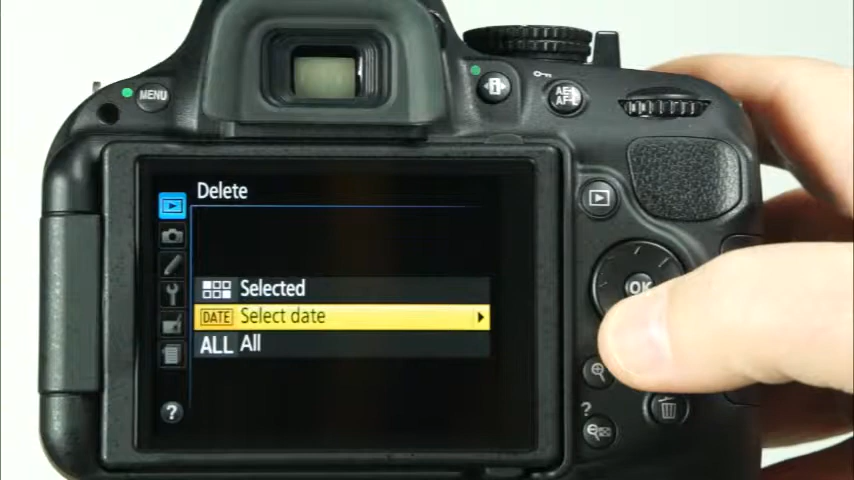 MENU
i
AE-L
AF-L
Delete
Selected
DATE Select date
ALL All
OK
?
?